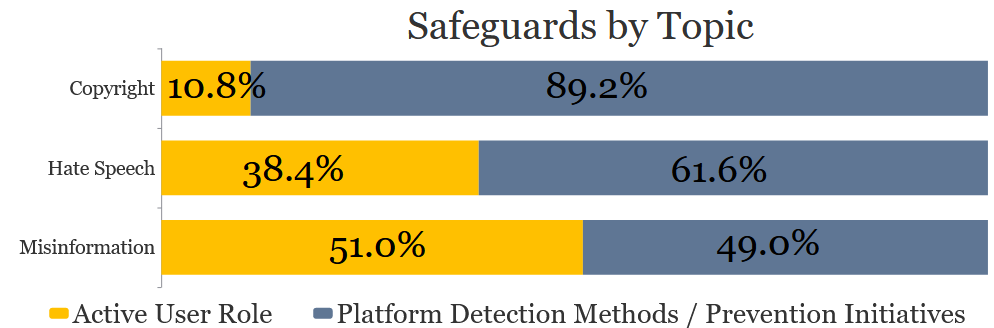 Safeguards by Topic
Copyright 10.8% 89.2%
Hate Speech 38.4% 61.6%
Misinformation 51.0% 49.0%
Active User Role Platform Detection Methods / Prevention Initiatives